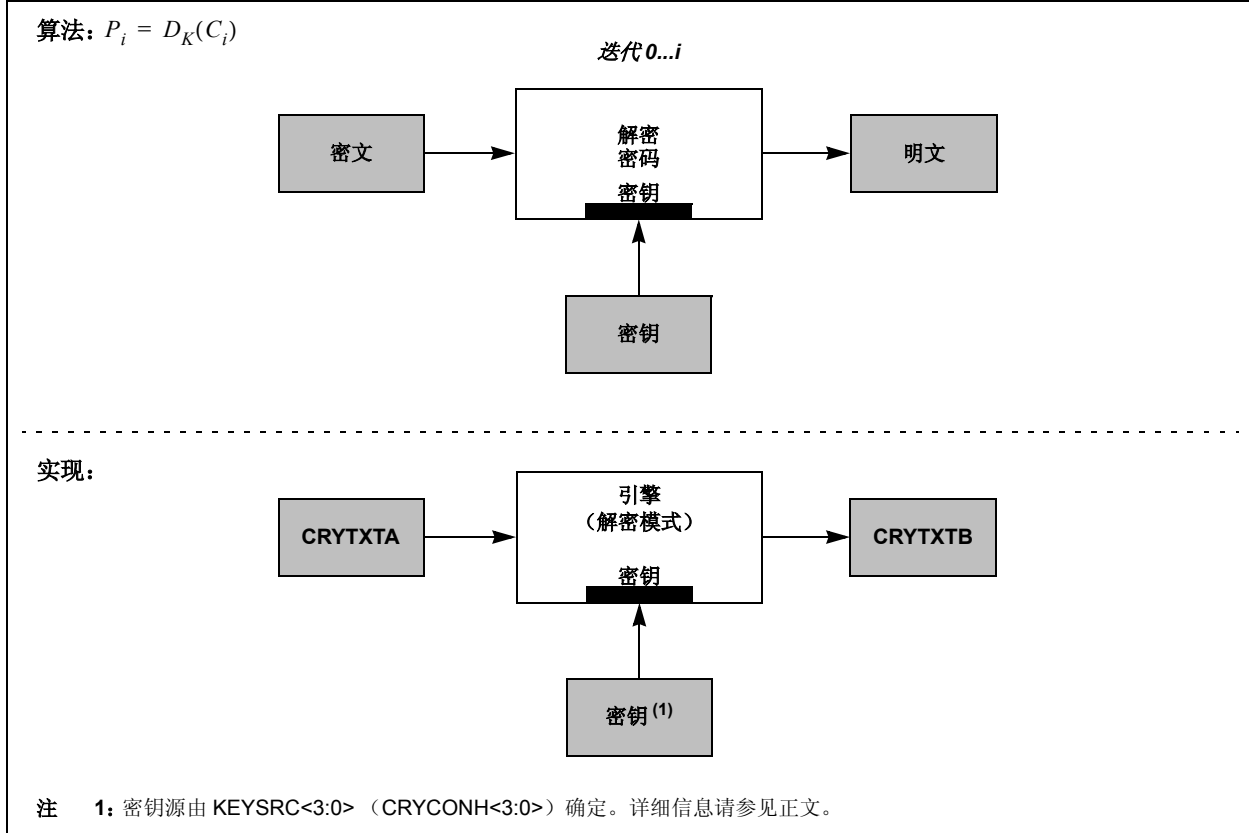 算法：P_i = D_K(C_i)
迭代 0...i
密文
解密
密码
密钥
明文
密钥
实现：
CRYTXTA
引擎
（解密模式）
密钥
CRYTXTB
密钥(1)
注 1: 密钥源由 KEYSRC<3:0> （CRYCONH<3:0>）确定。详细信息请参见正文。